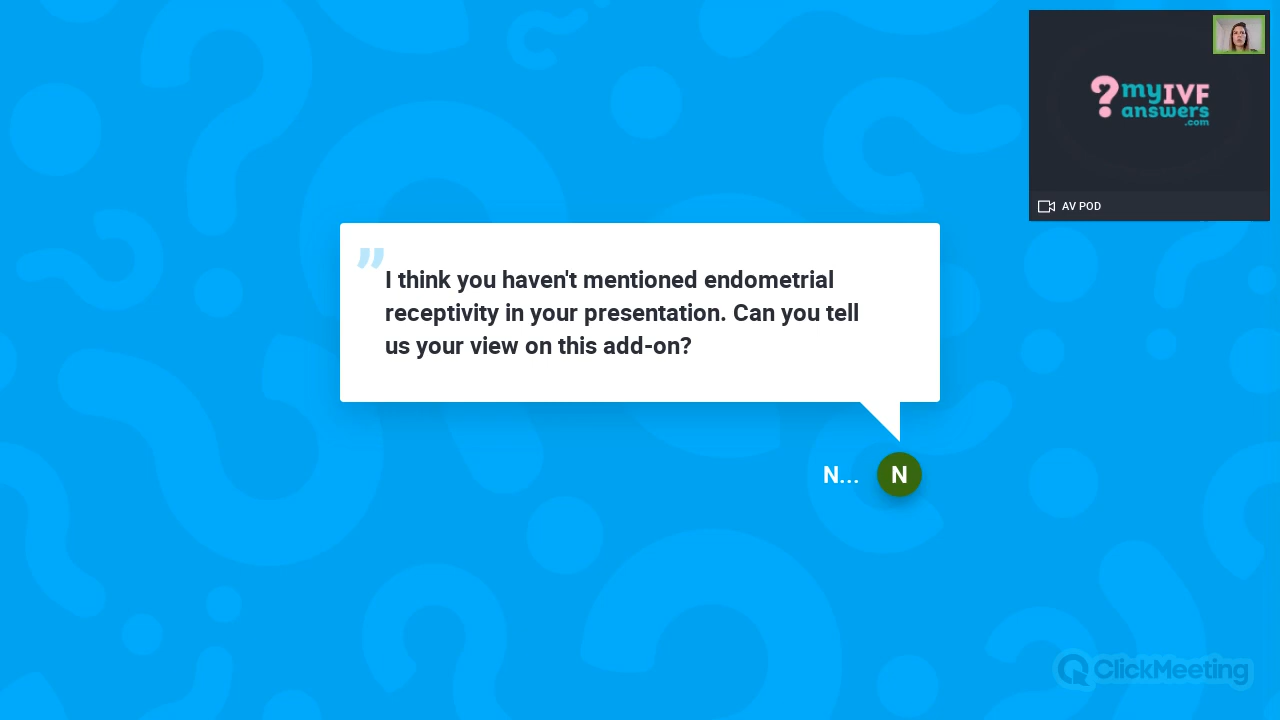 ?myIVF
answers
.com
AV POD
” I think you haven't mentioned endometrial
receptivity in your presentation. Can you tell
us your view on this add-on?
N... N
ClickMeeting